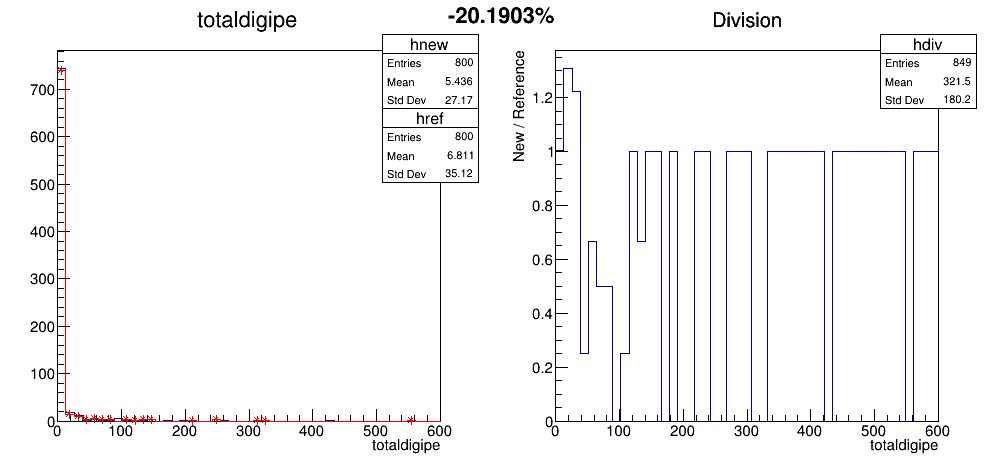 -20.1903%
totaldigipe
hnew
Entries 800
Mean 5.436
Std Dev 27.17
href
Entries 800
Mean 6.811
Std Dev 35.12
700
600
500
400
300
200
100
0
0 100 200 300 400 500 600
totaldigipe
Division
hdiv
Entries 849
Mean 321.5
Std Dev 180.2
New / Reference
1.2
1
0.8
0.6
0.4
0.2
0
0 100 200 300 400 500 600
totaldigipe